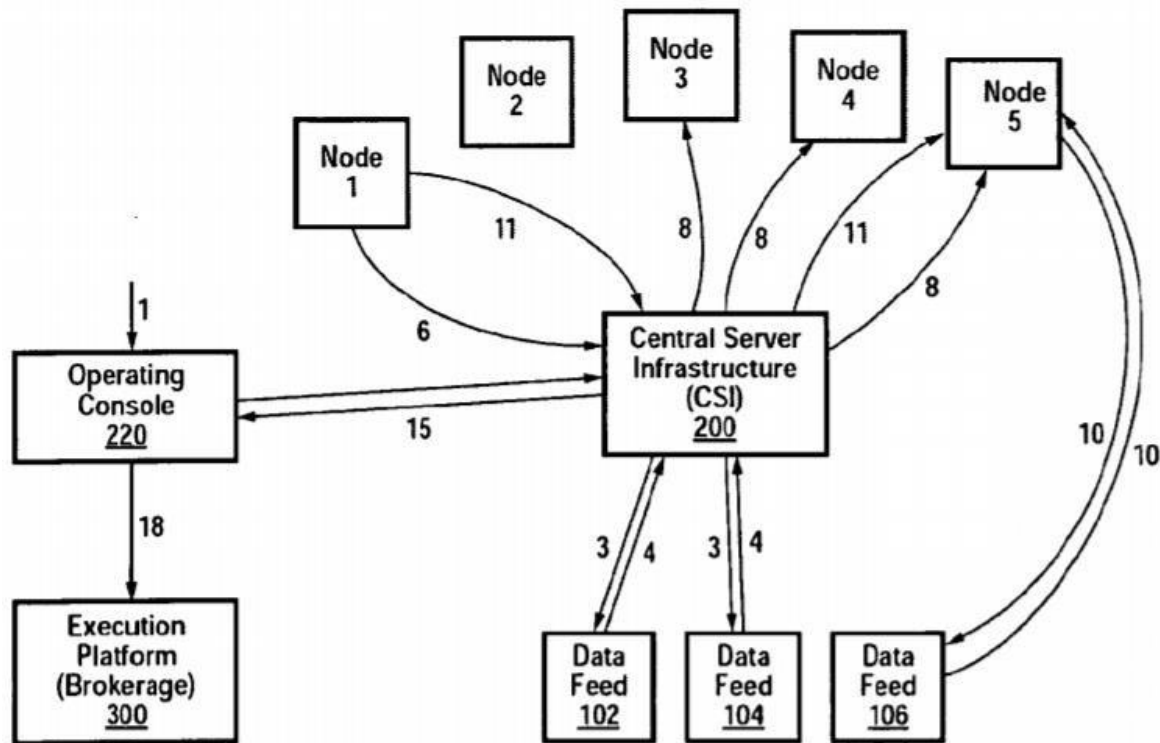 Node
1
Node
2
Node
3
Node
4
Node
5
11
6
8
8
11
8
1
Operating
Console
220
15
Central Server
Infrastructure
(CSI)
200
10
10
18
3
4
3
4
Execution
Platform
(Brokerage)
300
Data
Feed
102
Data
Feed
104
Data
Feed
106